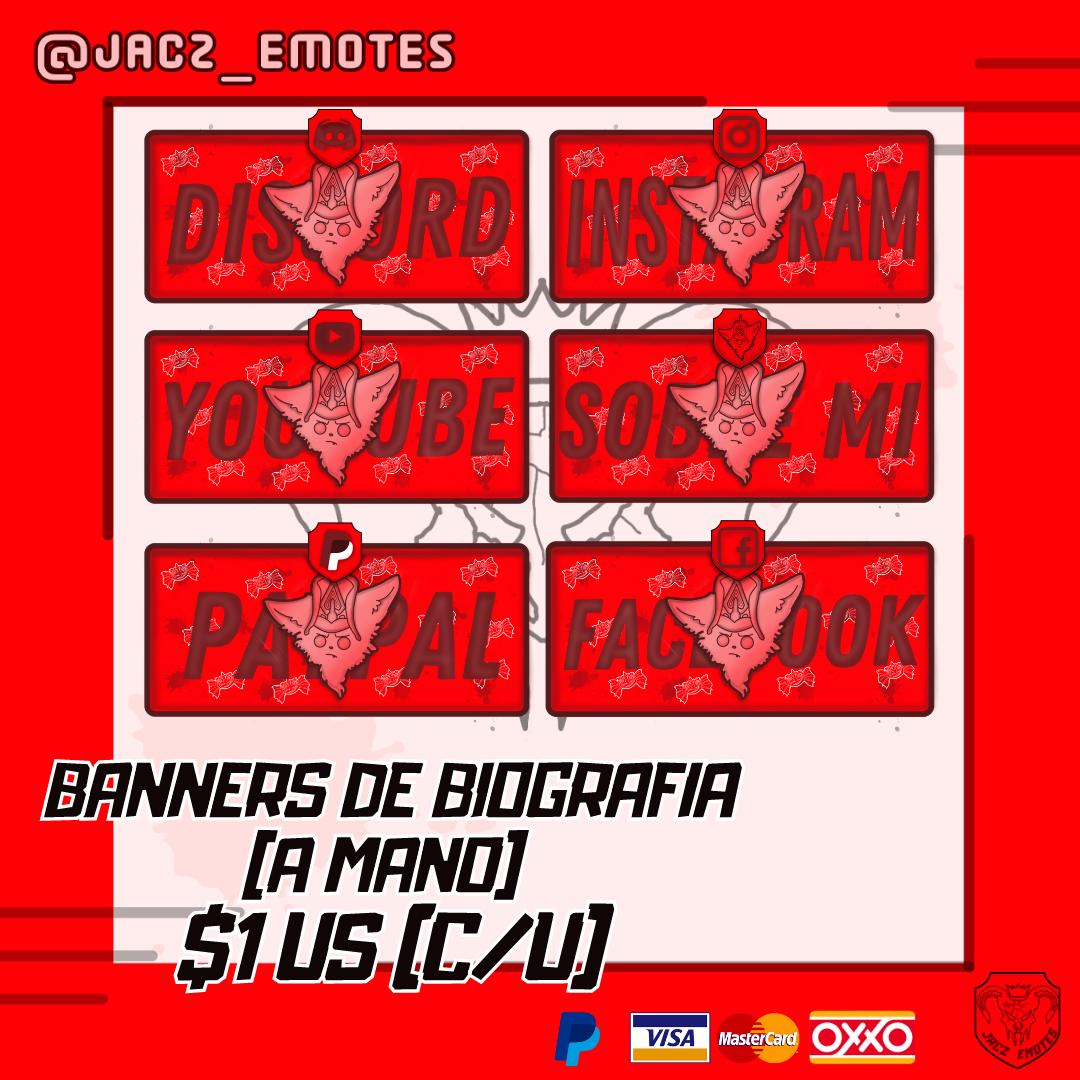 @JACZ_EMOTES
DISCORD
INSTAGRAM
YOUTUBE
SOBRE MI
PAYPAL
FACEBOOK
BANNERS DE BIOGRAFIA
[A MANO]
$1 US [C/U]
VISA
MasterCard
OXXO
JACZ EMOTES